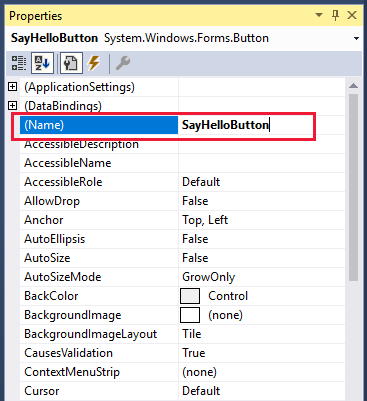 Properties
SayHelloButton System.Windows.Forms.Button
(ApplicationSettings)
(DataBindings)
(Name) SayHelloButton
AccessibleDescription
AccessibleName
AccessibleRole Default
AllowDrop False
Anchor Top, Left
AutoEllipsis False
AutoSize False
AutoSizeMode GrowOnly
BackColor Control
BackgroundImage (none)
BackgroundImageLayout Tile
CausesValidation True
ContextMenuStrip (none)
Cursor Default